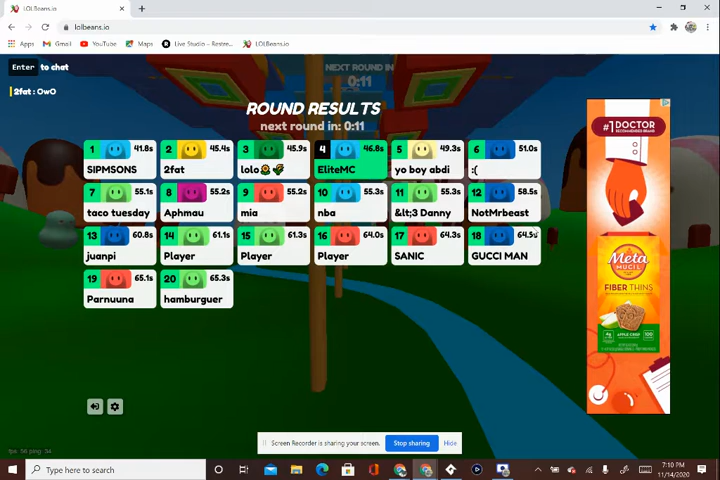 LOLBeans.io
lolbeans.io
Apps Gmail YouTube Maps Live Studio – Restre... LOLBeans.io
Enter to chat
2fat : OwO
NEXT ROUND IN
0:11
ROUND RESULTS
next round in: 0:11
1 41.8s 2 45.4s 3 45.9s 4 46.8s 5 49.3s 6 51.0s
SIPMSONS 2fat lolo EliteMC yo boy abdi :(
7 55.1s 8 55.2s 9 55.2s 10 55.3s 11 55.3s 12 58.5s
taco tuesday Aphmau mia nba &lt;3 Danny NotMrbeast
13 60.8s 14 61.1s 15 61.3s 16 64.0s 17 64.3s 18 64.5s
juanpi Player Player Player SANIC GUCCI MAN
19 65.1s 20 65.3s
Parnuuna hamburguer
#1 DOCTOR
RECOMMENDED BRAND
Meta
MUCIL
FIBER THINS
APPLE CRISP
100
Screen Recorder is sharing your screen. Stop sharing Hide
Type here to search
7:10 PM
11/14/2020